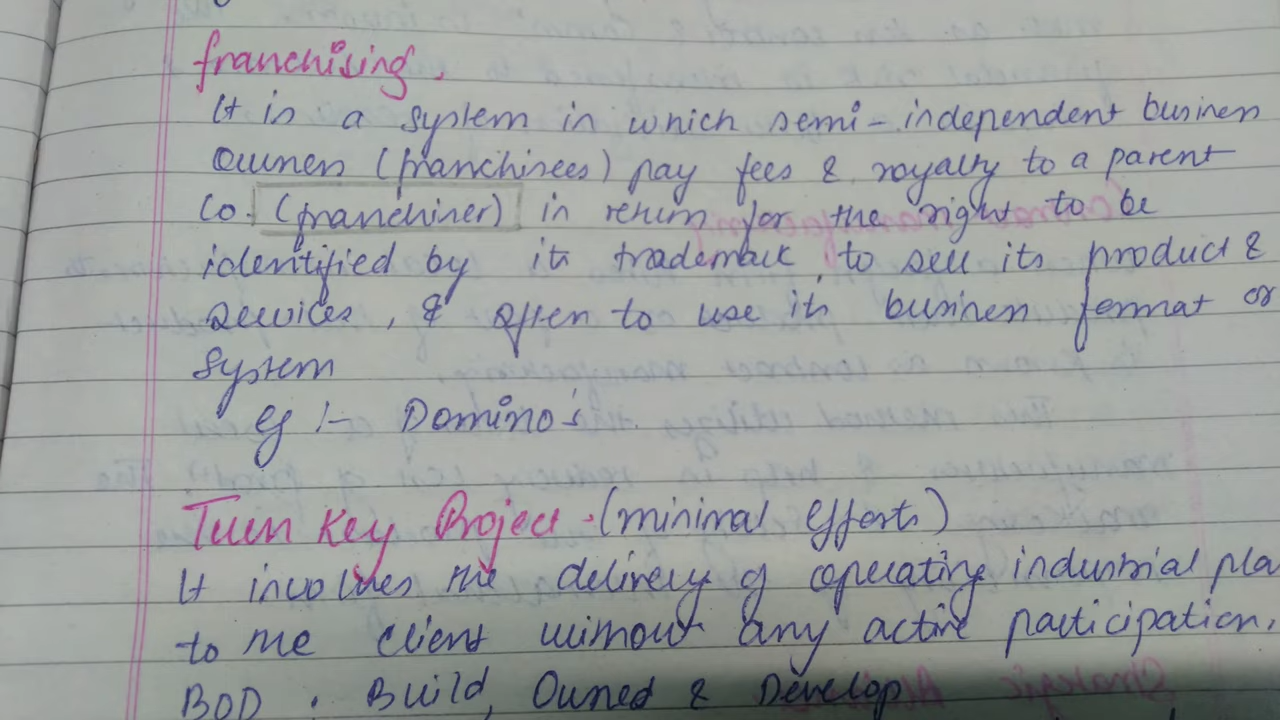 franchising.
It is a system in which semi-independent business
owners (franchisees) pay fees & royalty to a parent
Co. (franchiser) in return for the right to be
identified by its trademark, to sell its product &
services, & often to use its business format or
system
eg :- Domino's
Turn Key Project - (minimal efforts)
It involves the delivery of operating industrial pla
to the client without any active participation.
BOD . Build, Owned & Develop